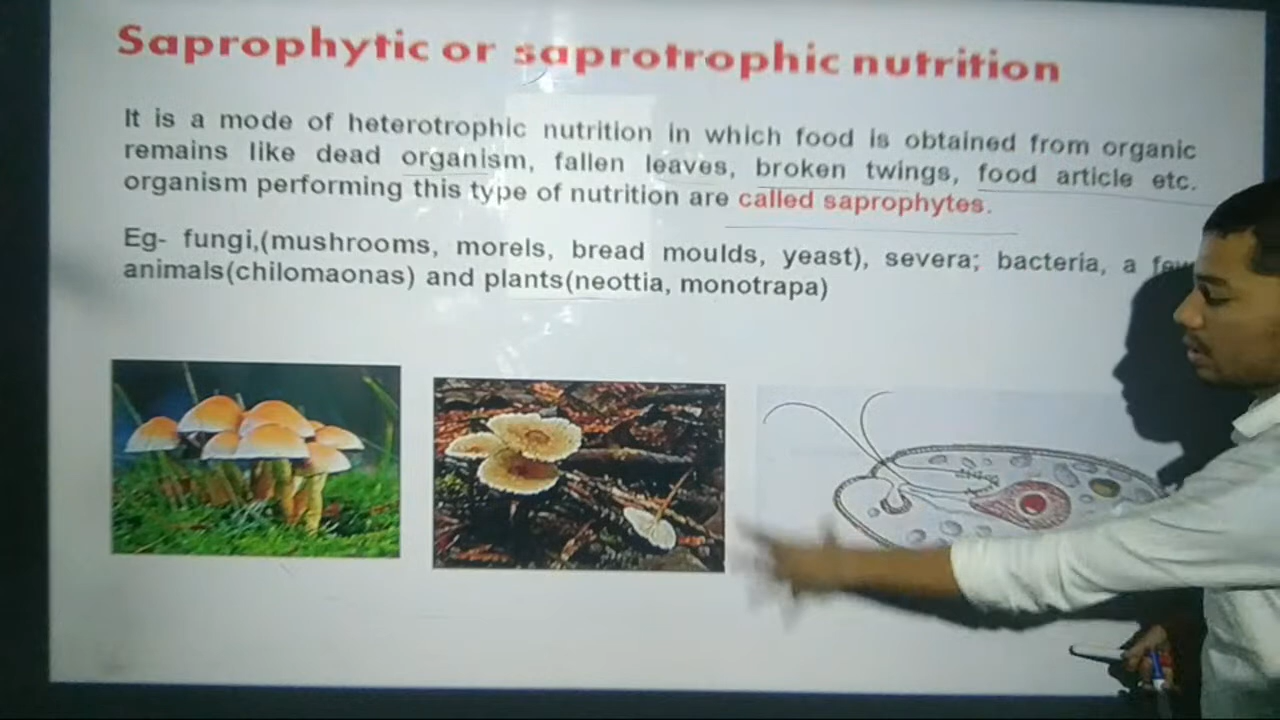 Saprophytic or saprotrophic nutrition
It is a mode of heterotrophic nutrition in which food is obtained from organic
remains like dead organism, fallen leaves, broken twings, food article etc.
organism performing this type of nutrition are called saprophytes.
Eg- fungi,(mushrooms, morels, bread moulds, yeast), severa; bacteria, a few
animals(chilomaonas) and plants(neottia, monotrapa)